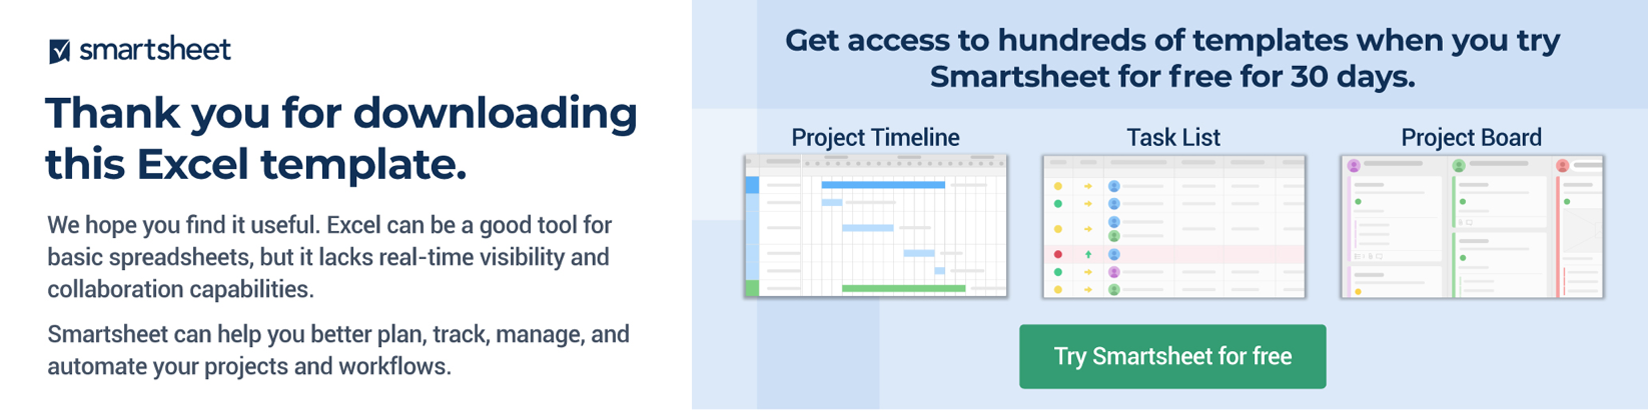 smartsheet
Thank you for downloading
this Excel template.
We hope you find it useful. Excel can be a good tool for
basic spreadsheets, but it lacks real-time visibility and
collaboration capabilities.
Smartsheet can help you better plan, track, manage, and
automate your projects and workflows.
Get access to hundreds of templates when you try
Smartsheet for free for 30 days.
Project Timeline
Task List
Project Board
Try Smartsheet for free